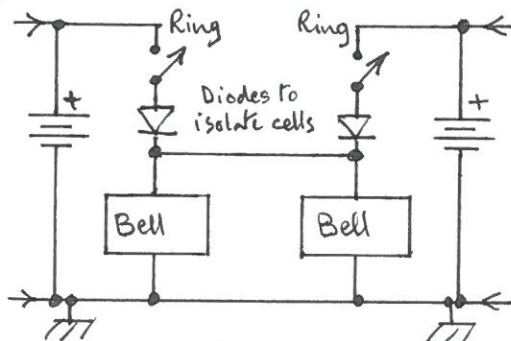 Ring
Ring
Diodes to
isolate cells
+
+
Bell
Bell